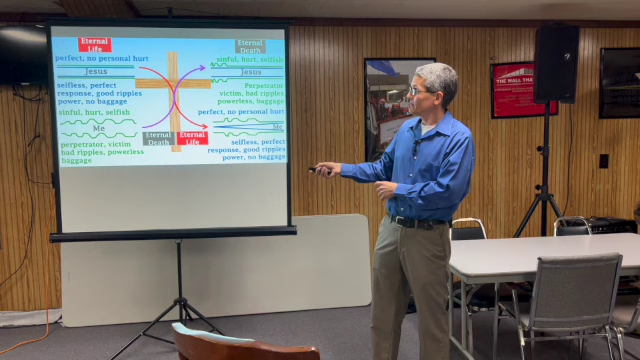 Eternal
Life
Eternal
Death
perfect, no personal hurt
sinful, hurt, selfish
Jesus
Jesus
selfless, perfect
response, good ripples
power, no baggage
Perpetrator
victim, bad ripples
powerless, baggage
sinful, hurt, selfish
perfect, no personal hurt
Me
Me
Eternal
Death
Eternal
Life
perpetrator, victim
bad ripples, powerless
baggage
selfless, perfect
response, good ripples
power, no baggage
THE WALL THA